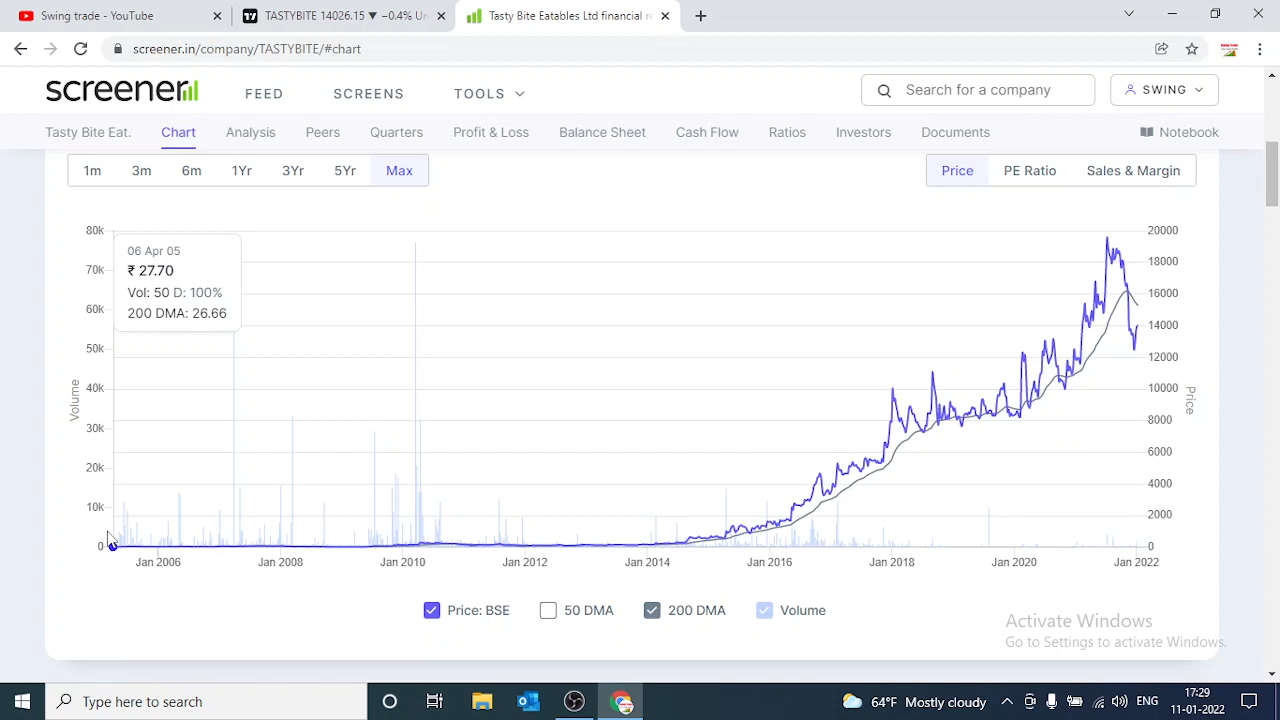 Swing trade - YouTube
TASTYBITE 14026.15 ▼ −0.4% Un
Tasty Bite Eatables Ltd financial re
screener.in/company/TASTYBITE/#chart
screener
FEED
SCREENS
TOOLS
Search for a company
SWING
Tasty Bite Eat.
Chart
Analysis
Peers
Quarters
Profit & Loss
Balance Sheet
Cash Flow
Ratios
Investors
Documents
Notebook
1m
3m
6m
1Yr
3Yr
5Yr
Max
Price
PE Ratio
Sales & Margin
80k
70k
60k
50k
40k
30k
20k
10k
0
Volume
06 Apr 05
₹ 27.70
Vol: 50 D: 100%
200 DMA: 26.66
20000
18000
16000
14000
12000
10000
8000
6000
4000
2000
0
Price
Jan 2006
Jan 2008
Jan 2010
Jan 2012
Jan 2014
Jan 2016
Jan 2018
Jan 2020
Jan 2022
Price: BSE
50 DMA
200 DMA
Volume
Activate Windows
Go to Settings to activate Windows.
Type here to search
64°F Mostly cloudy
ENG
17:29
11-01-2022